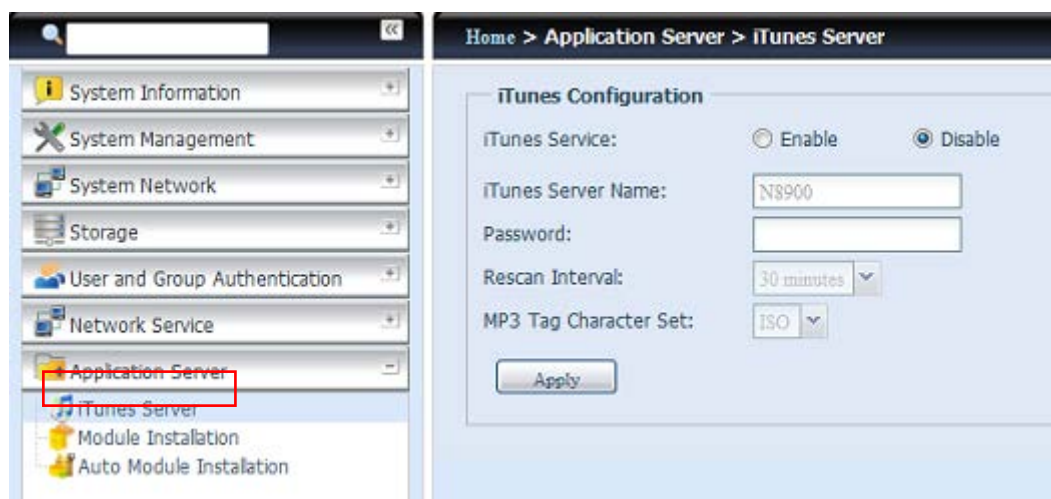 Home > Application Server > iTunes Server
System Information
System Management
System Network
Storage
User and Group Authentication
Network Service
Application Server
iTunes Server
Module Installation
Auto Module Installation
iTunes Configuration
iTunes Service: Enable Disable
iTunes Server Name: N8900
Password:
Rescan Interval: 30 minutes
MP3 Tag Character Set: ISO
Apply